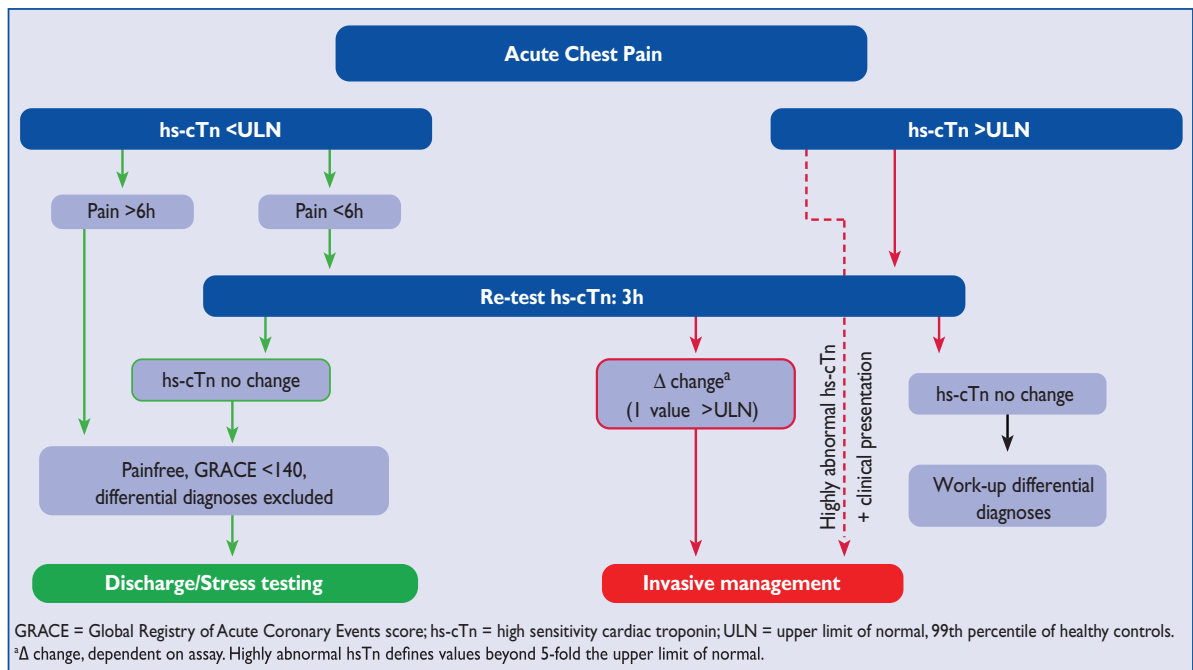 Acute Chest Pain
hs-cTn <ULN
hs-cTn >ULN
Pain >6h
Pain <6h
Re-test hs-cTn: 3h
hs-cTn no change
Δ change^a
(1 value >ULN)
Highly abnormal hs-cTn
+ clinical presentation
hs-cTn no change
Painfree, GRACE <140,
differential diagnoses excluded
Work-up differential
diagnoses
Discharge/Stress testing
Invasive management
GRACE = Global Registry of Acute Coronary Events score; hs-cTn = high sensitivity cardiac troponin; ULN = upper limit of normal, 99th percentile of healthy controls.
^aΔ change, dependent on assay. Highly abnormal hsTn defines values beyond 5-fold the upper limit of normal.